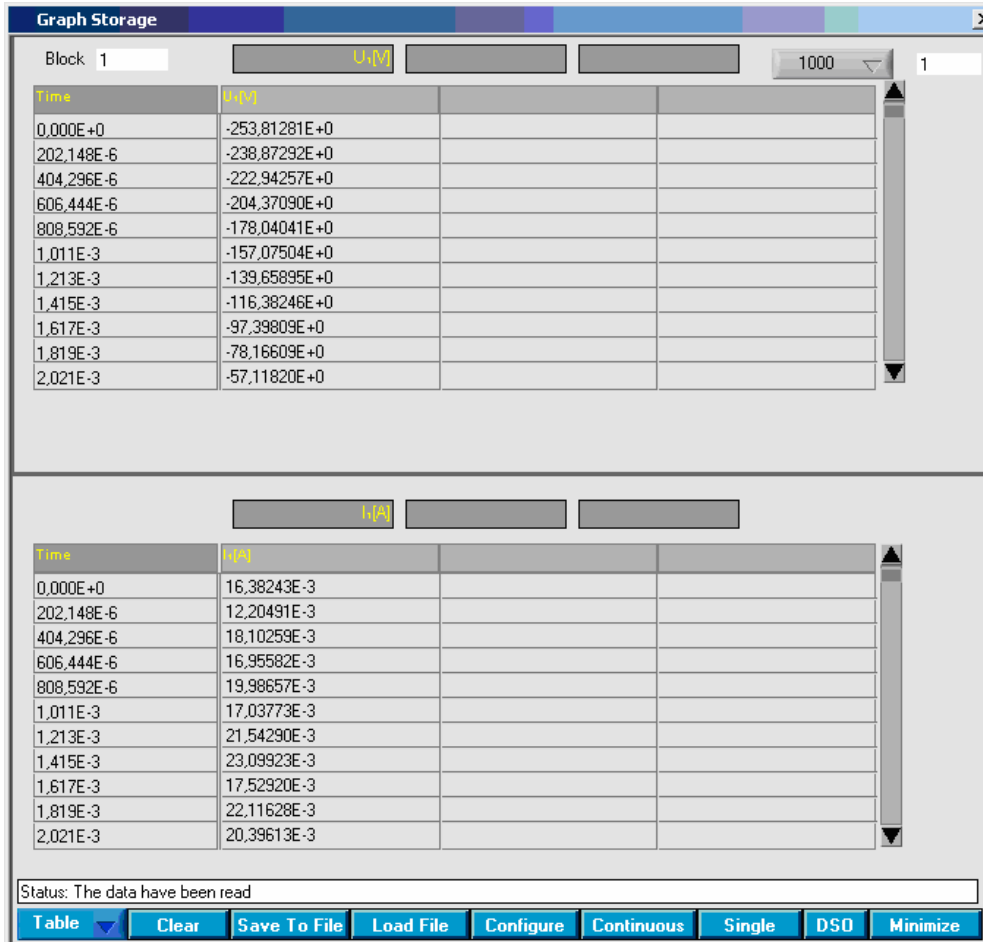 Graph Storage
Block 1 U₁[V] 1000 1
Time U₁[V]
0,000E+0 -253,81281E+0
202,148E-6 -238,87292E+0
404,296E-6 -222,94257E+0
606,444E-6 -204,37090E+0
808,592E-6 -178,04041E+0
1,011E-3 -157,07504E+0
1,213E-3 -139,65895E+0
1,415E-3 -116,38246E+0
1,617E-3 -97,39809E+0
1,819E-3 -78,16609E+0
2,021E-3 -57,11820E+0
I₁[A]
Time I₁[A]
0,000E+0 16,38243E-3
202,148E-6 12,20491E-3
404,296E-6 18,10259E-3
606,444E-6 16,95582E-3
808,592E-6 19,98657E-3
1,011E-3 17,03773E-3
1,213E-3 21,54290E-3
1,415E-3 23,09923E-3
1,617E-3 17,52920E-3
1,819E-3 22,11628E-3
2,021E-3 20,39613E-3
Status: The data have been read
Table Clear Save To File Load File Configure Continuous Single DSO Minimize